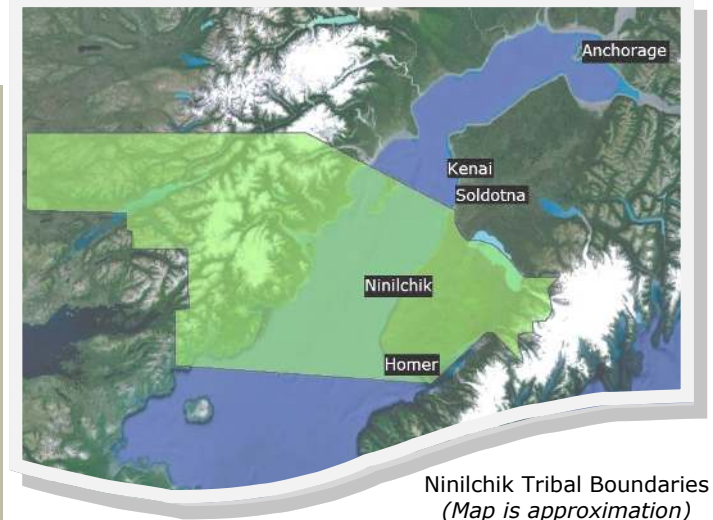 Anchorage
Kenai
Soldotna
Ninilchik
Homer
Ninilchik Tribal Boundaries
(Map is approximation)